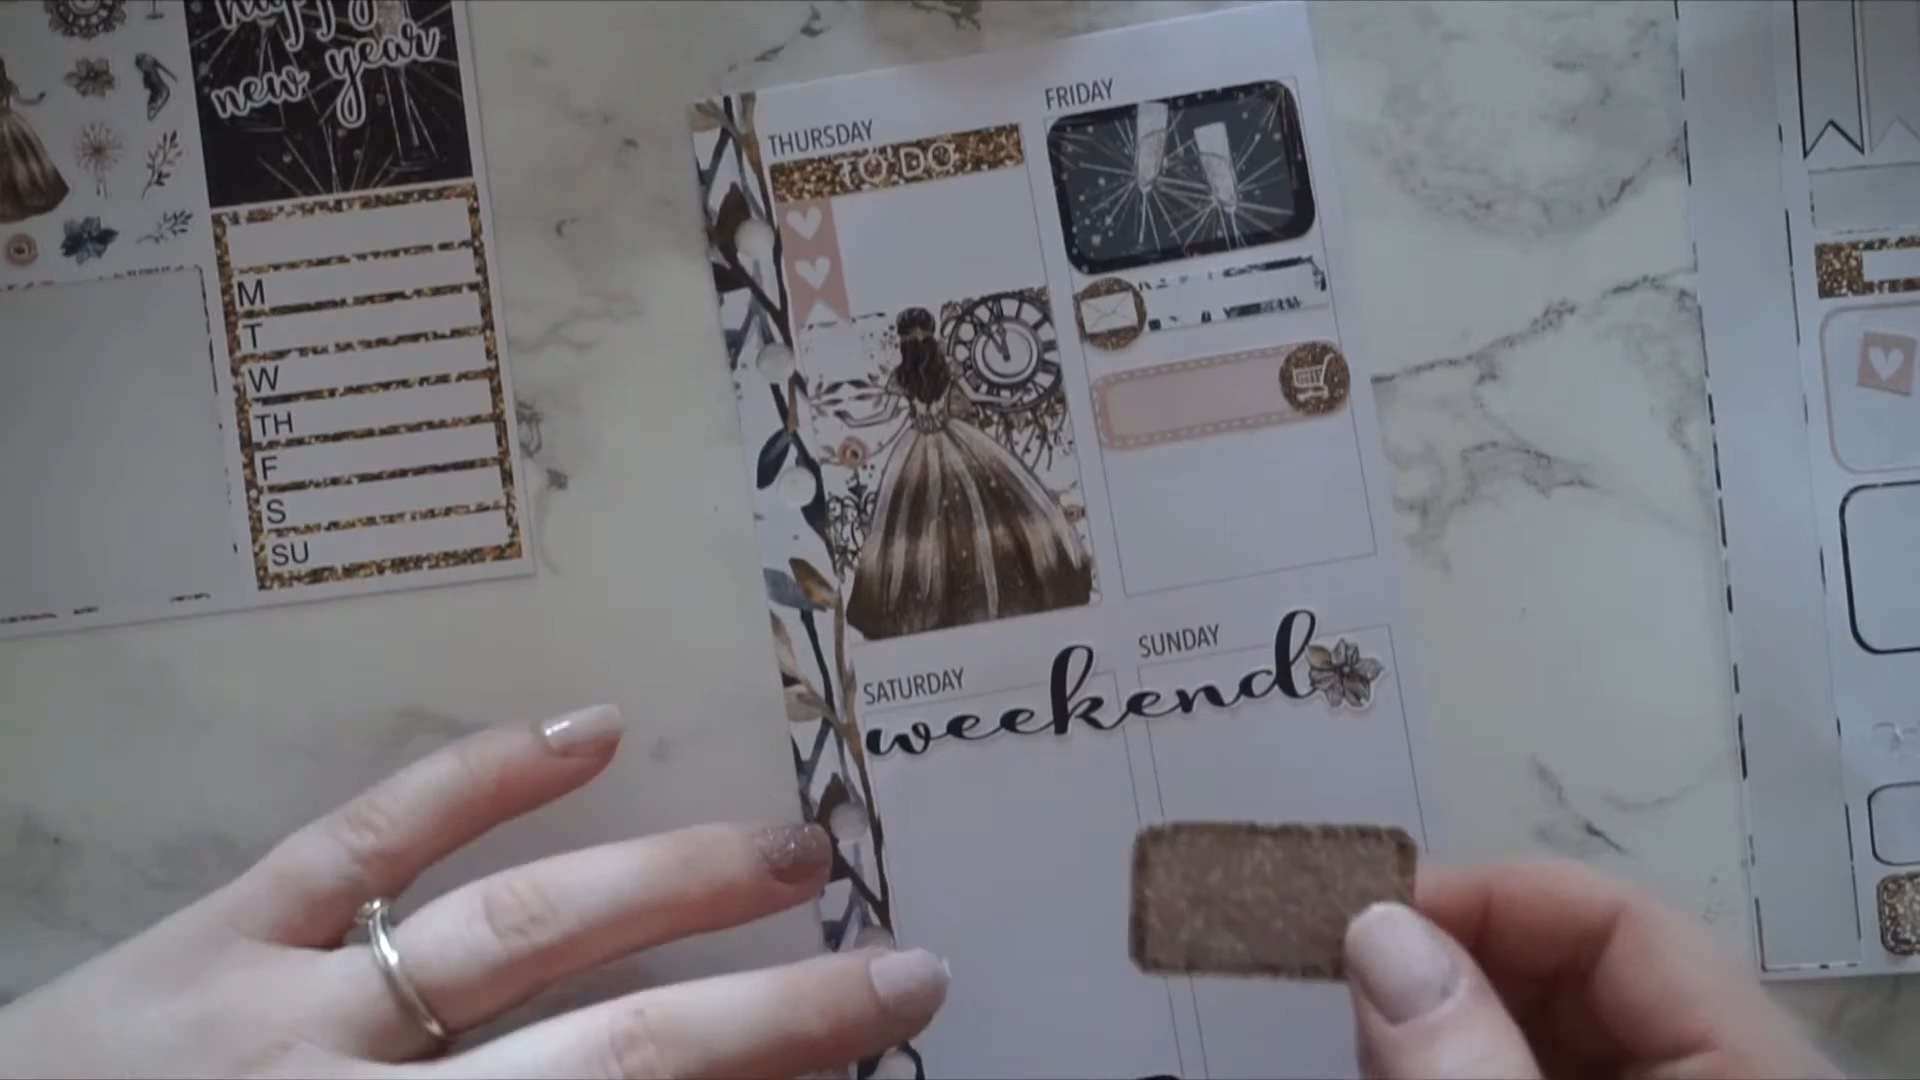 happy
new year
M
T
W
TH
F
S
SU
THURSDAY
TO DO
FRIDAY
SATURDAY
SUNDAY
weekend